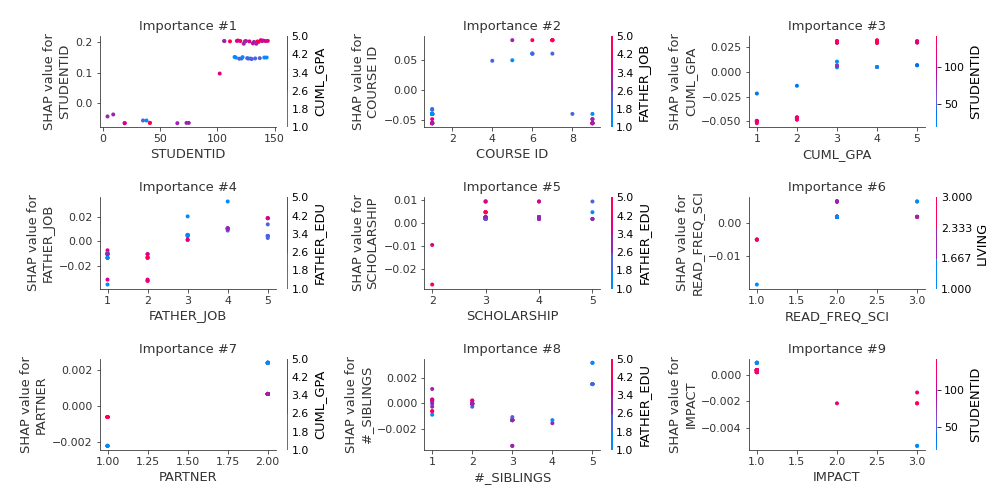 Importance #1
SHAP value for
STUDENTID
0.2
0.1
0.0
0
50
100
150
STUDENTID
5.0
4.2
3.4
2.6
1.8
1.0
CUML_GPA
Importance #2
SHAP value for
COURSE ID
0.05
0.00
−0.05
2
4
6
8
COURSE ID
5.0
4.2
3.4
2.6
1.8
1.0
FATHER_JOB
Importance #3
SHAP value for
CUML_GPA
0.025
0.000
−0.025
−0.050
1
2
3
4
5
CUML_GPA
100
50
STUDENTID
Importance #4
SHAP value for
FATHER_JOB
0.02
0.00
−0.02
1
2
3
4
5
FATHER_JOB
5.0
4.2
3.4
2.6
1.8
1.0
FATHER_EDU
Importance #5
SHAP value for
SCHOLARSHIP
0.01
0.00
−0.01
−0.02
2
3
4
5
SCHOLARSHIP
5.0
4.2
3.4
2.6
1.8
1.0
FATHER_EDU
Importance #6
SHAP value for
READ_FREQ_SCI
0.00
−0.01
1.0
1.5
2.0
2.5
3.0
READ_FREQ_SCI
3.000
2.333
1.667
1.000
LIVING
Importance #7
SHAP value for
PARTNER
0.002
0.000
−0.002
1.00
1.25
1.50
1.75
2.00
PARTNER
5.0
4.2
3.4
2.6
1.8
1.0
CUML_GPA
Importance #8
SHAP value for
#_SIBLINGS
0.002
0.000
−0.002
1
2
3
4
5
#_SIBLINGS
5.0
4.2
3.4
2.6
1.8
1.0
FATHER_EDU
Importance #9
SHAP value for
IMPACT
0.000
−0.002
−0.004
1.0
1.5
2.0
2.5
3.0
IMPACT
100
50
STUDENTID